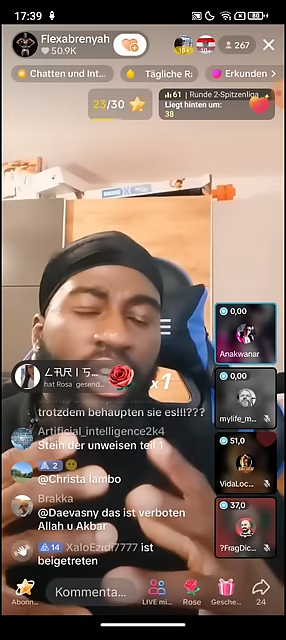 17:39
Flexabrenyah
50.9K
267
Chatten und Int...
Tägliche Ra
Erkunden >
23/30
61 | Runde 2-Spitzenliga
Liegt hinten um:
38
0,00
Anakwanar
0,00
mylife_m...
51,0
VidaLoc...
37,0
?FragDic...
hat Rosa gesend...
x1
trotzdem behaupten sie es!!!???
Artificial_intelligence2k4
Stein der unweisen teil 1
2
@Christa lambo
Brakka
@Daevasny das ist verboten
Allah u Akbar
14 XaloEzidi7777 ist
beigetreten
Abonn...
Kommenta...
LIVE mi...
Rose
Gesche...
24